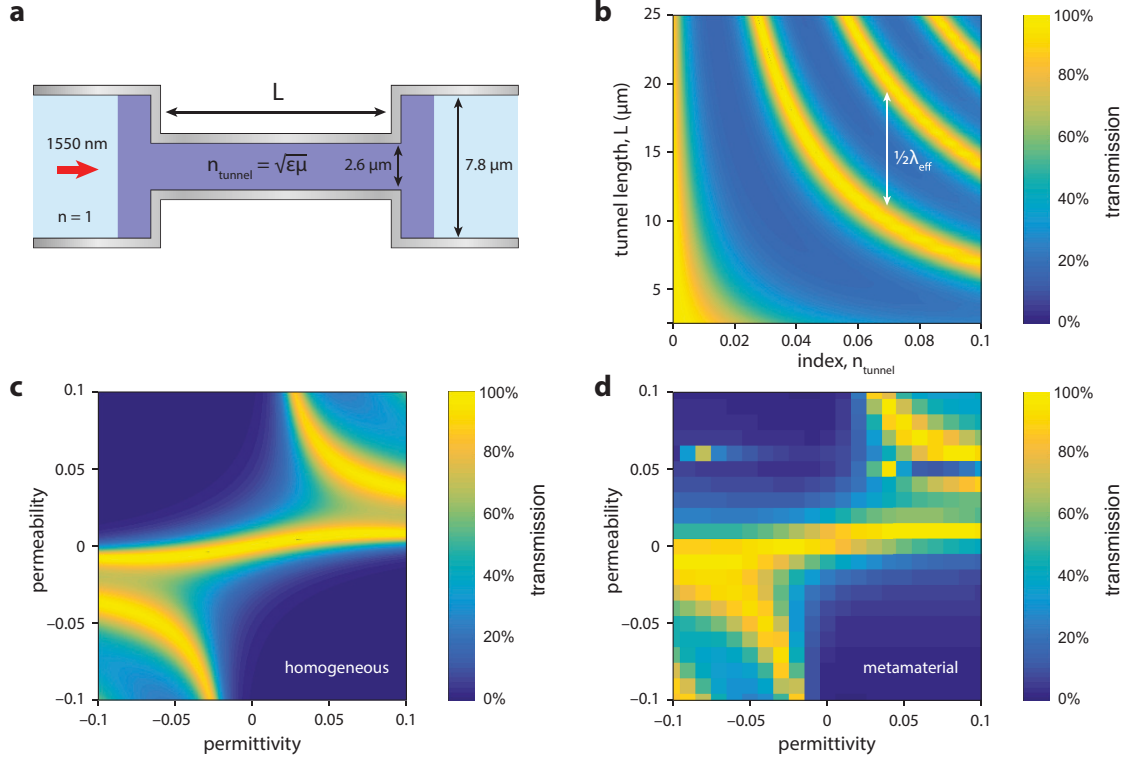 a
L
1550 nm
n_tunnel = √εμ
2.6 μm
7.8 μm
n = 1
b
25
20
15
10
5
tunnel length, L (μm)
½λ_eff
0
0.02
0.04
0.06
0.08
0.1
index, n_tunnel
100%
80%
60%
40%
20%
0%
transmission
c
0.1
0.05
0
−0.05
−0.1
permeability
homogeneous
−0.1
−0.05
0
0.05
0.1
permittivity
100%
80%
60%
40%
20%
0%
transmission
d
0.1
0.05
0
−0.05
−0.1
permeability
metamaterial
−0.1
−0.05
0
0.05
0.1
permittivity
100%
80%
60%
40%
20%
0%
transmission